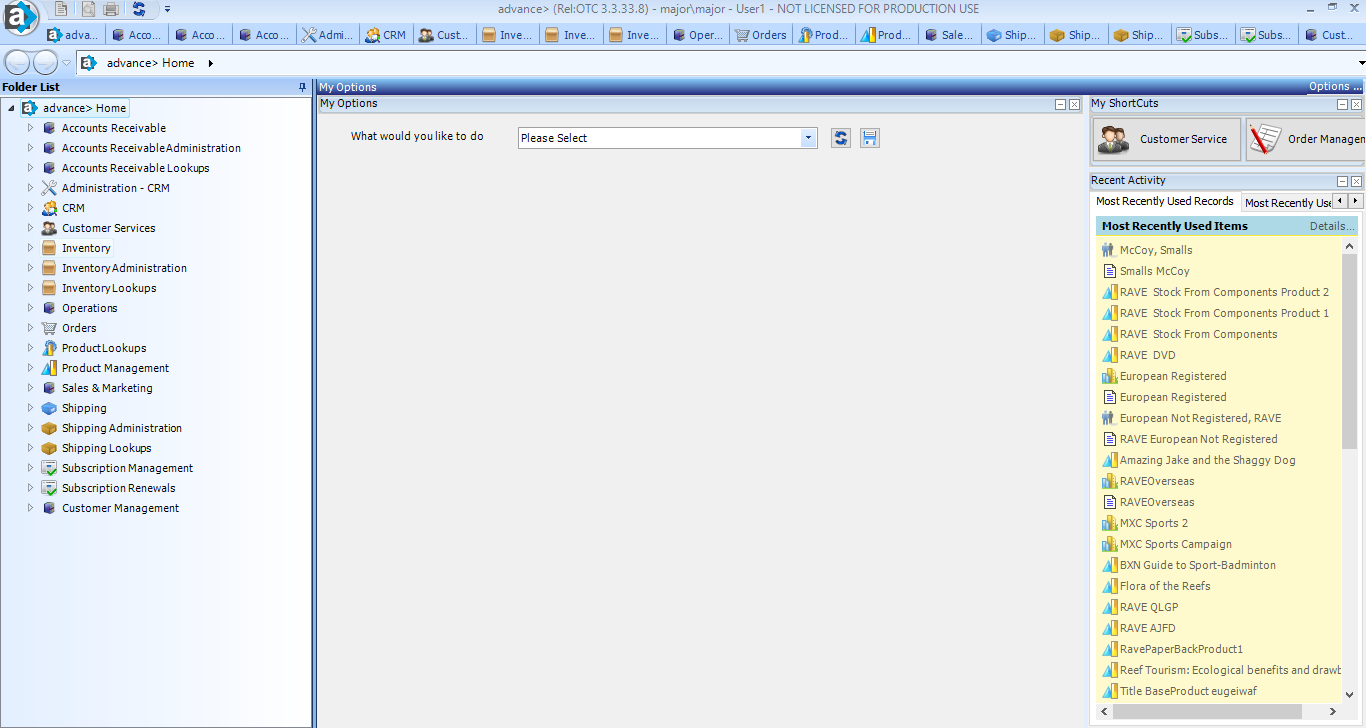 advance> (Rel:OTC 3.3.33.8) - major\major - User1 - NOT LICENSED FOR PRODUCTION USE
adva... Acco... Acco... Acco... Admi... CRM Cust... Inve... Inve... Inve... Oper... Orders Prod... Prod... Sale... Ship... Ship... Ship... Subs... Subs... Cust...
advance> Home
Folder List
advance> Home
Accounts Receivable
Accounts Receivable Administration
Accounts Receivable Lookups
Administration - CRM
CRM
Customer Services
Inventory
Inventory Administration
Inventory Lookups
Operations
Orders
Product Lookups
Product Management
Sales & Marketing
Shipping
Shipping Administration
Shipping Lookups
Subscription Management
Subscription Renewals
Customer Management
My Options
Options ...
My Options
What would you like to do
Please Select
My ShortCuts
Customer Service
Order Managem
Recent Activity
Most Recently Used Records
Most Recently Use
Most Recently Used Items
Details...
McCoy, Smalls
Smalls McCoy
RAVE Stock From Components Product 2
RAVE Stock From Components Product 1
RAVE Stock From Components
RAVE DVD
European Registered
European Registered
European Not Registered, RAVE
RAVE European Not Registered
Amazing Jake and the Shaggy Dog
RAVEOverseas
RAVEOverseas
MXC Sports 2
MXC Sports Campaign
BXN Guide to Sport-Badminton
Flora of the Reefs
RAVE QLGP
RAVE AJFD
RavePaperBackProduct1
Reef Tourism: Ecological benefits and drawb
Title BaseProduct eugeiwaf